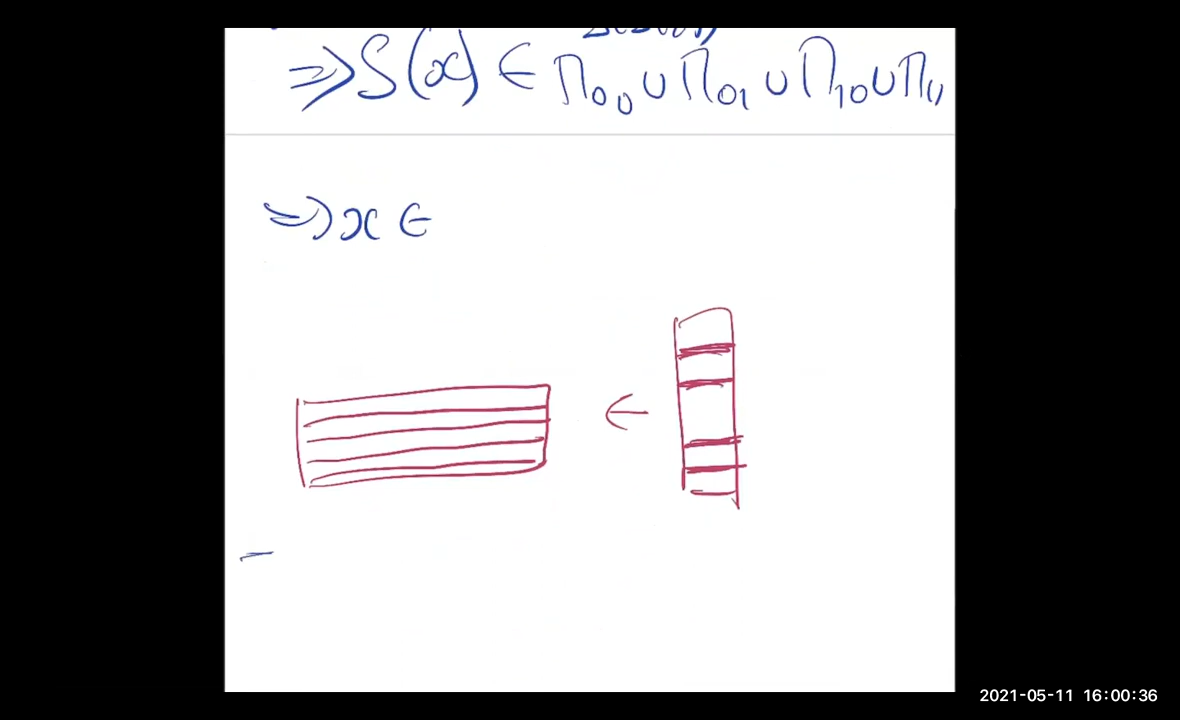 ⇒ S(x) ∈ Π₀₀ ∪ Π₀₁ ∪ Π₁₀ ∪ Π₁₁
⇒ x ∈
←
2021-05-11 16:00:36